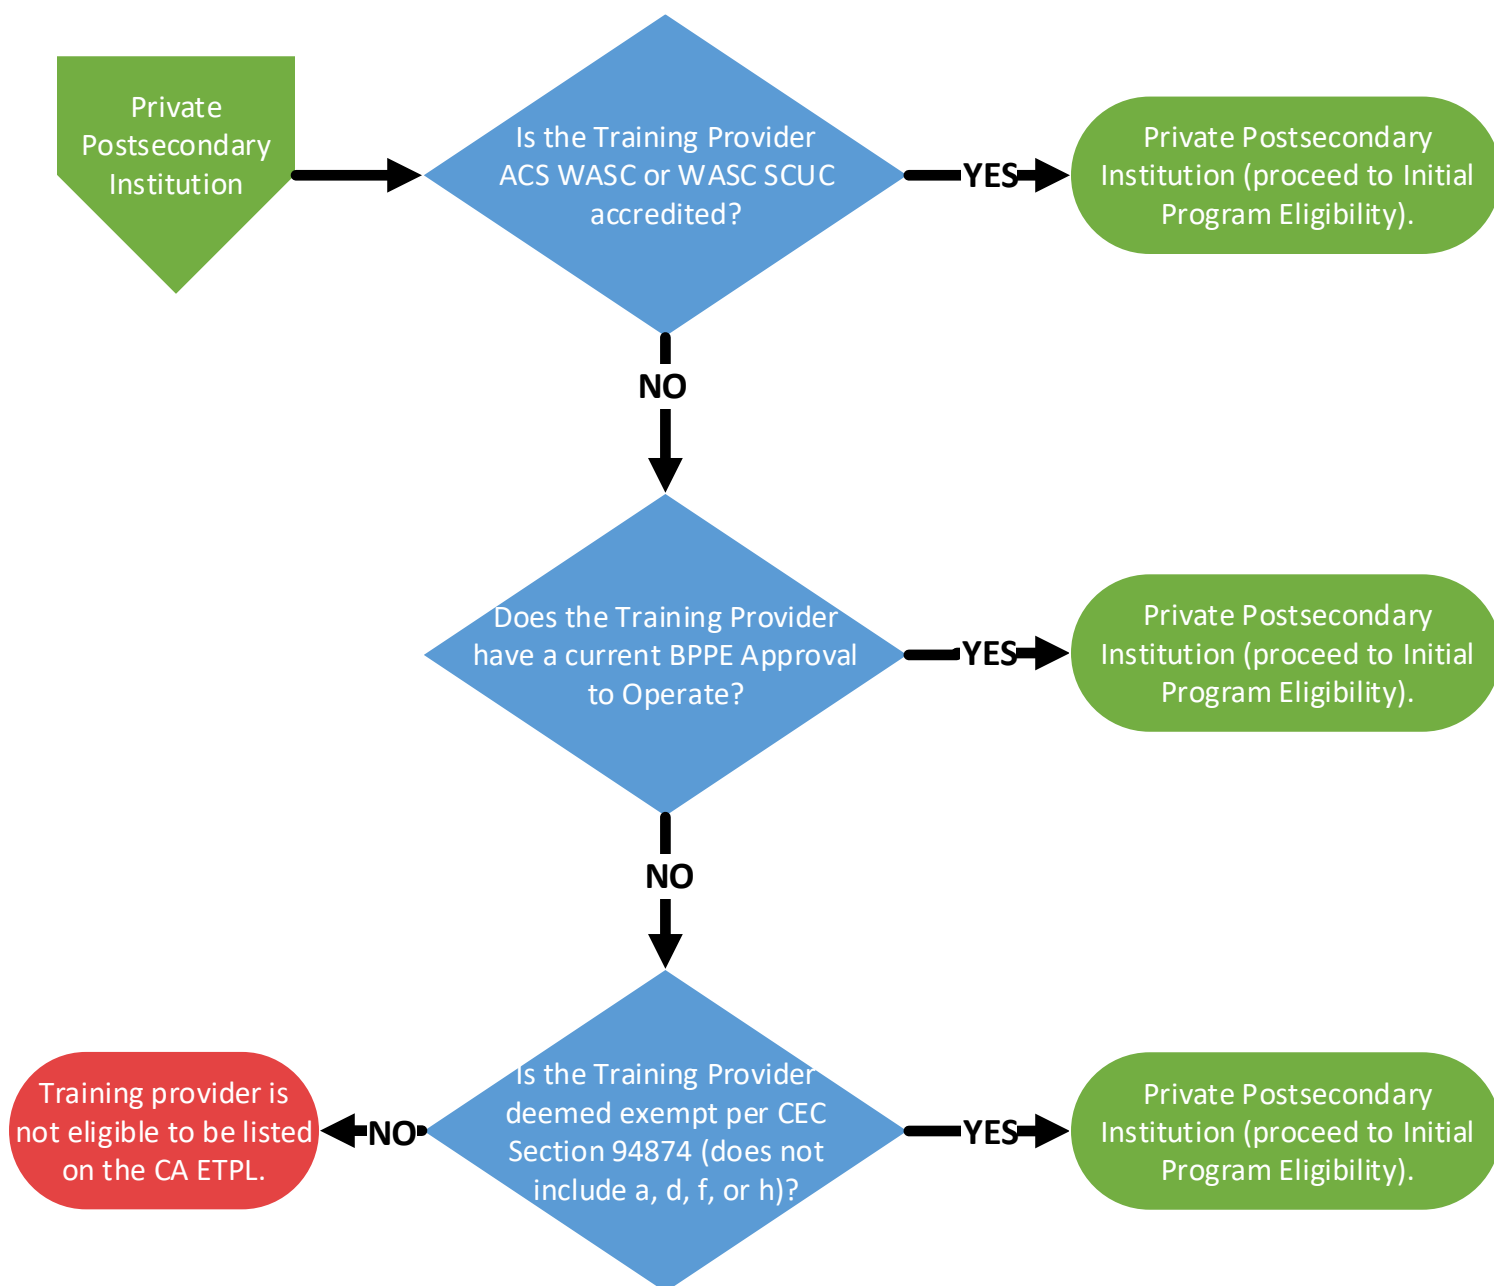 Private
Postsecondary
Institution
Is the Training Provider
ACS WASC or WASC SCUC
accredited?
YES
Private Postsecondary
Institution (proceed to Initial
Program Eligibility).
NO
Does the Training Provider
have a current BPPE Approval
to Operate?
YES
Private Postsecondary
Institution (proceed to Initial
Program Eligibility).
NO
Is the Training Provider
deemed exempt per CEC
Section 94874 (does not
include a, d, f, or h)?
YES
Private Postsecondary
Institution (proceed to Initial
Program Eligibility).
NO
Training provider is
not eligible to be listed
on the CA ETPL.